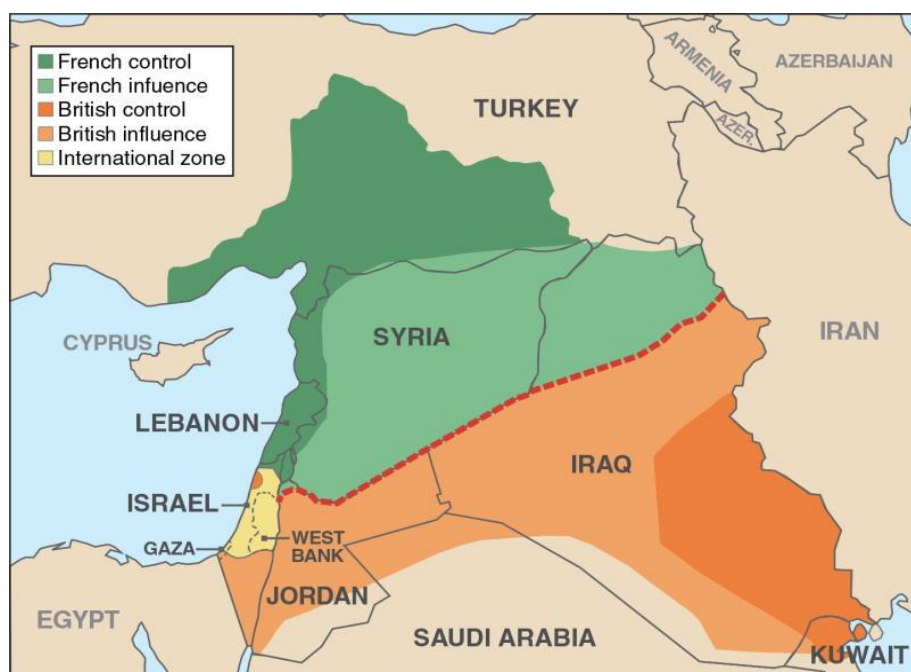 French control
French infuence
British control
British influence
International zone
ARMENIA
AZERBAIJAN
AZER.
TURKEY
CYPRUS
SYRIA
IRAN
LEBANON
IRAQ
ISRAEL
GAZA
WEST
BANK
JORDAN
EGYPT
SAUDI ARABIA
KUWAIT